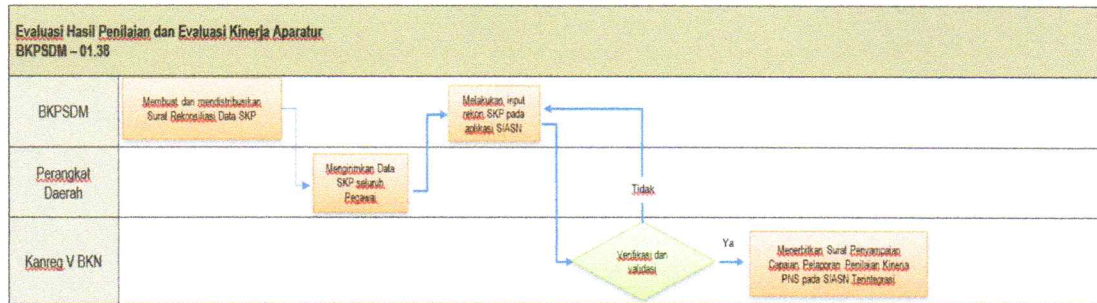 Evaluasi Hasil Penilaian dan Evaluasi Kinerja Aparatur
BKPSDM – 01.38
BKPSDM
Membuat dan mendistribusikan
Surat Rekonsiliasi Data SKP
Melakukan input
rekon SKP pada
aplikasi SIASN
Perangkat
Daerah
Mengirimkan Data
SKP seluruh
Pegawai
Tidak
Kanreg V BKN
Verifikasi dan
validasi
Ya
Menerbitkan Surat Penyampaian
Capaian Pelaporan Penilaian Kinerja
PNS pada SIASN Terintegrasi